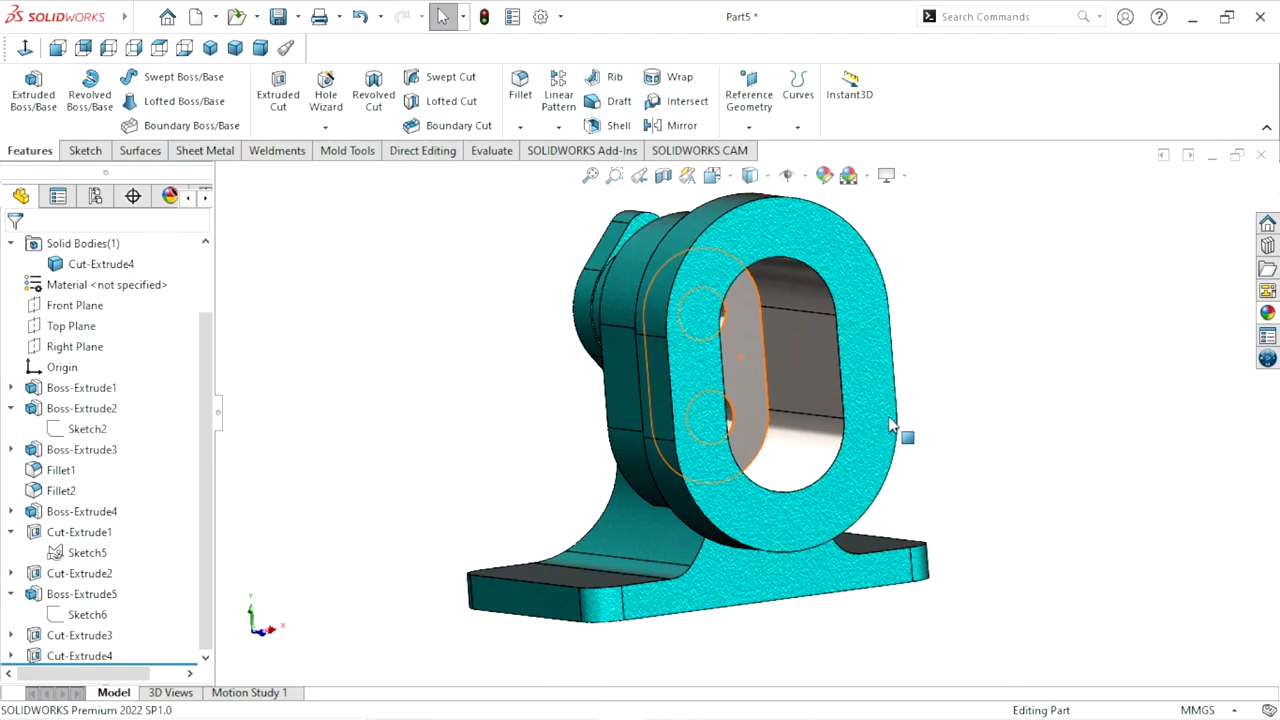 SOLIDWORKS
Part5 *
Search Commands
Extruded Boss/Base
Revolved Boss/Base
Swept Boss/Base
Lofted Boss/Base
Boundary Boss/Base
Extruded Cut
Hole Wizard
Revolved Cut
Swept Cut
Lofted Cut
Boundary Cut
Fillet
Linear Pattern
Rib
Draft
Shell
Wrap
Intersect
Mirror
Reference Geometry
Curves
Instant3D
Features
Sketch
Surfaces
Sheet Metal
Weldments
Mold Tools
Direct Editing
Evaluate
SOLIDWORKS Add-Ins
SOLIDWORKS CAM
Solid Bodies(1)
Cut-Extrude4
Material <not specified>
Front Plane
Top Plane
Right Plane
Origin
Boss-Extrude1
Boss-Extrude2
Sketch2
Boss-Extrude3
Fillet1
Fillet2
Boss-Extrude4
Cut-Extrude1
Sketch5
Cut-Extrude2
Boss-Extrude5
Sketch6
Cut-Extrude3
Cut-Extrude4
Y
X
Model
3D Views
Motion Study 1
SOLIDWORKS Premium 2022 SP1.0
Editing Part
MMGS